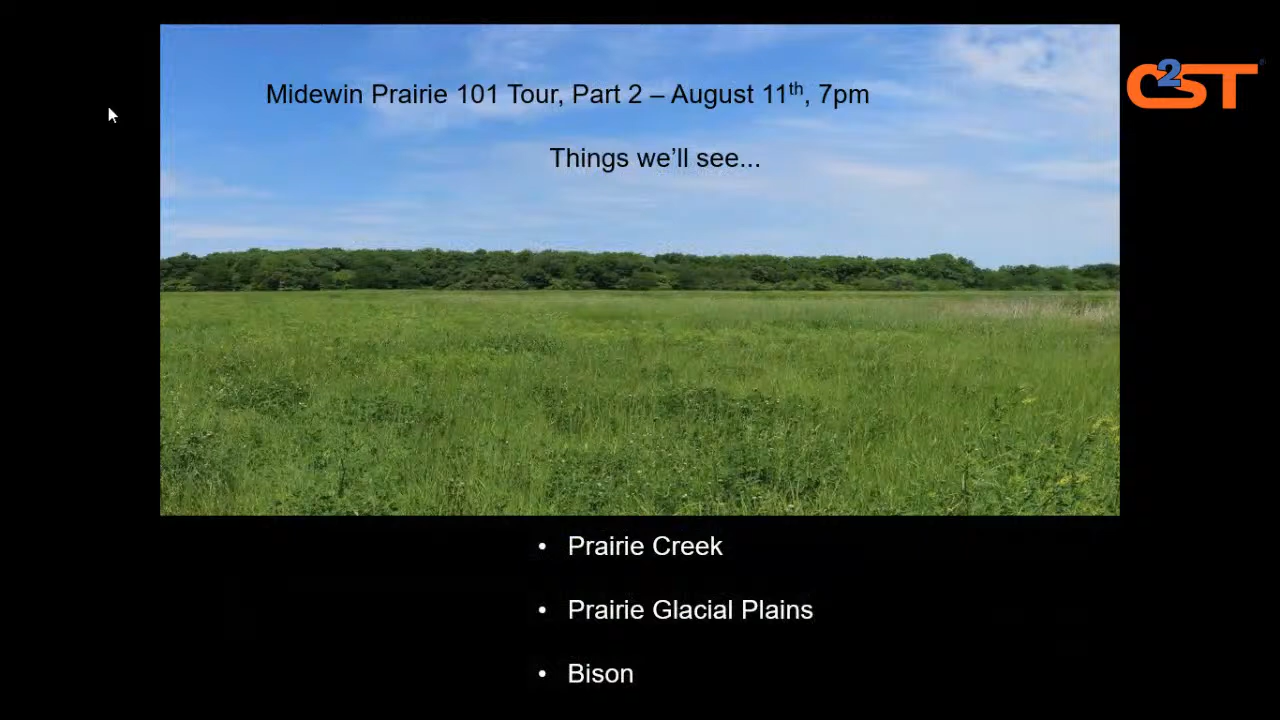 Midewin Prairie 101 Tour, Part 2 – August 11th, 7pm
C2ST
Things we'll see...
• Prairie Creek
• Prairie Glacial Plains
• Bison